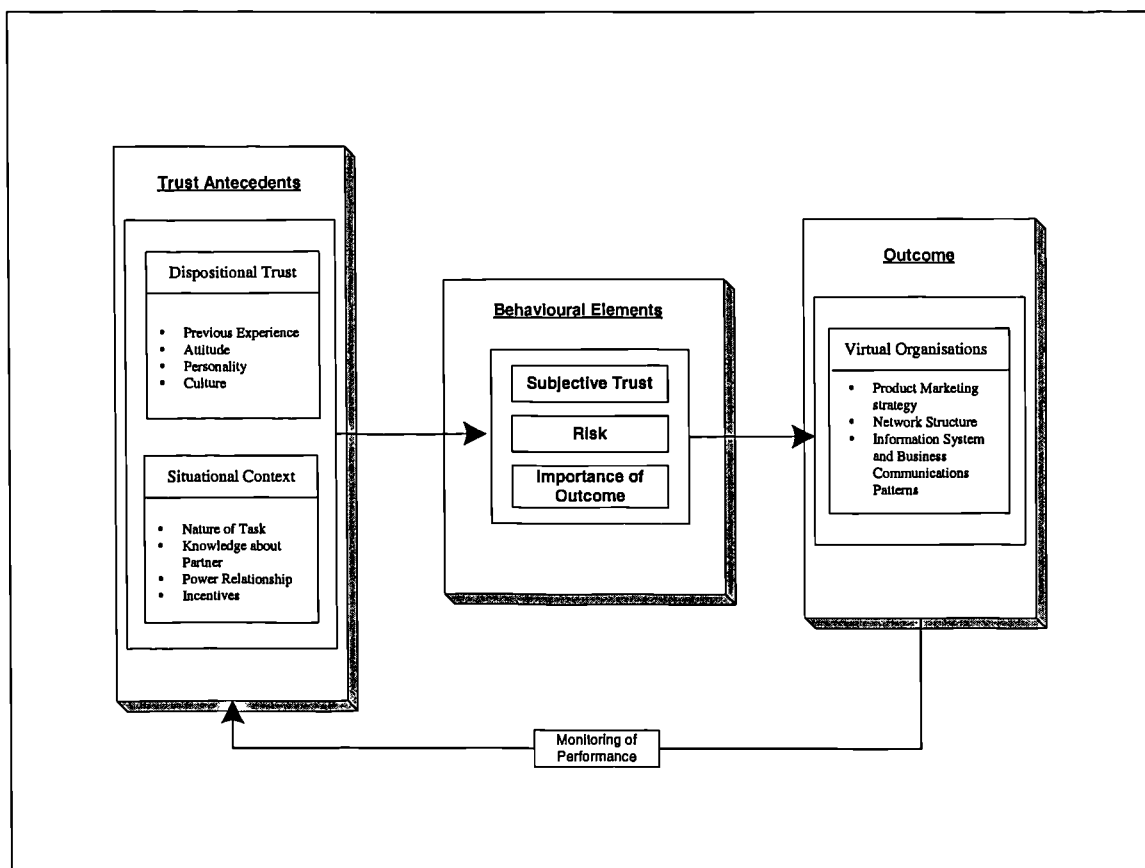 Trust Antecedents
Dispositional Trust
• Previous Experience
• Attitude
• Personality
• Culture
Situational Context
• Nature of Task
• Knowledge about
Partner
• Power Relationship
• Incentives
Behavioural Elements
Subjective Trust
Risk
Importance of
Outcome
Outcome
Virtual Organisations
• Product Marketing
strategy
• Network Structure
• Information System
and Business
Communications
Patterns
Monitoring of
Performance